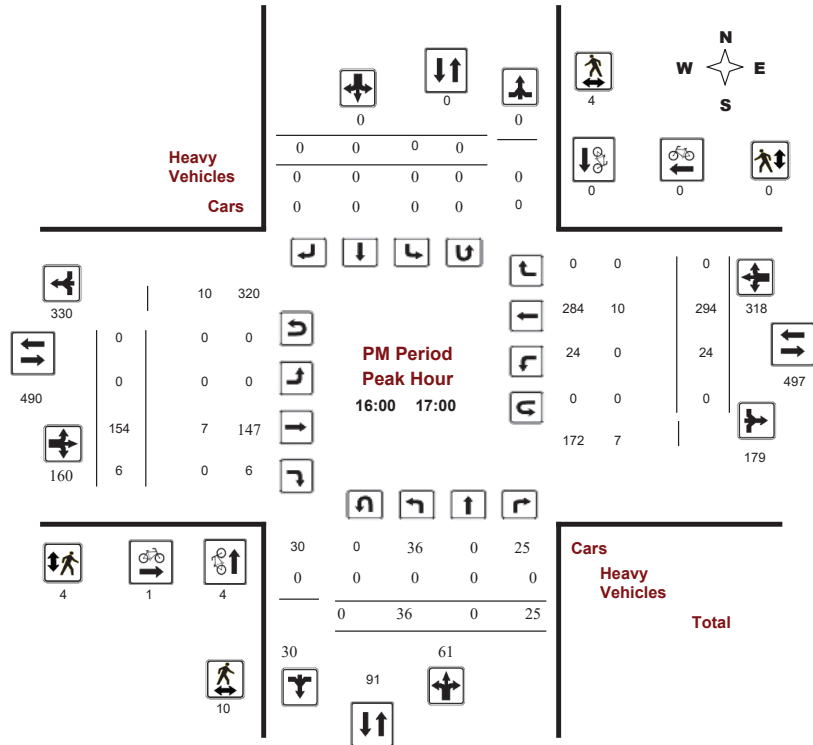 N
W E
S
0
4
0 0
0 0 0 0
Heavy
Vehicles
0 0 0 0 0
0 0 0
Cars
0 0 0 0 0
330
10 320
0 0 0
318
0 0 0
284 10 294
490
0 0 0
PM Period
Peak Hour
16:00 17:00
24 0 24
497
154 7 147
0 0 0
160
6 0 6
172 7
179
30 0 36 0 25
Cars
0 0 0 0 0
Heavy
Vehicles
4 1 4
0 36 0 25
Total
30 61
91
10